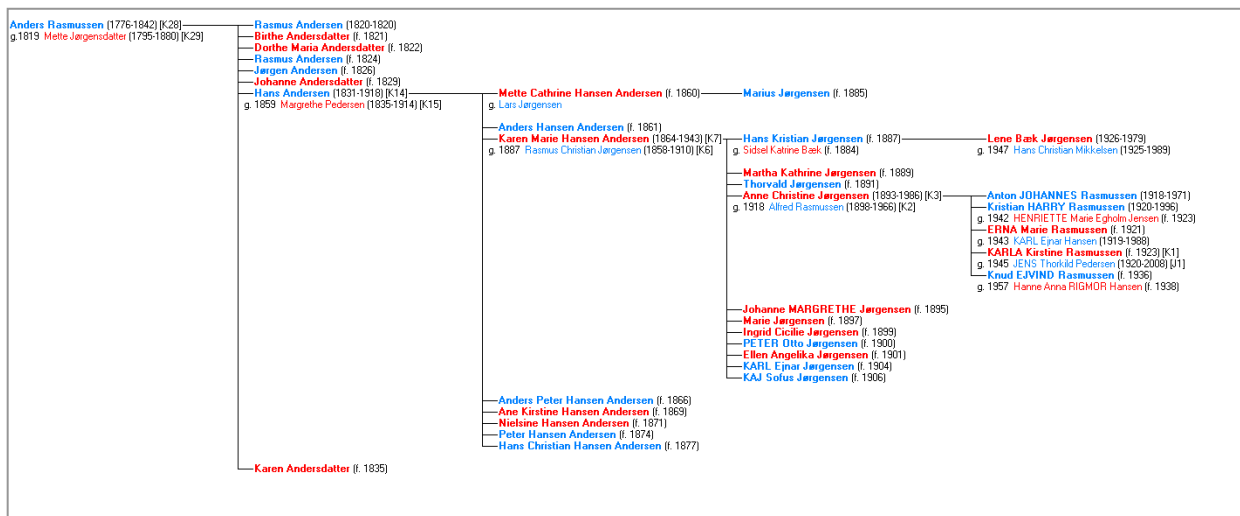 Anders Rasmussen (1776-1842) [K28]
g.1819 Mette Jørgensdatter (1795-1880) [K29]
Rasmus Andersen (1820-1820)
Birthe Andersdatter (f. 1821)
Dorthe Maria Andersdatter (f. 1822)
Rasmus Andersen (f. 1824)
Jørgen Andersen (f. 1826)
Johanne Andersdatter (f. 1829)
Hans Andersen (1831-1918) [K14]
g. 1859 Margrethe Pedersen (1835-1914) [K15]
Mette Cathrine Hansen Andersen (f. 1860)
g. Lars Jørgensen
Marius Jørgensen (f. 1885)
Anders Hansen Andersen (f. 1861)
Karen Marie Hansen Andersen (1864-1943) [K7]
g. 1887 Rasmus Christian Jørgensen (1858-1910) [K6]
Hans Kristian Jørgensen (f. 1887)
g. Sidsel Katrine Bæk (f. 1884)
Lene Bæk Jørgensen (1926-1979)
g. 1947 Hans Christian Mikkelsen (1925-1989)
Martha Kathrine Jørgensen (f. 1889)
Thorvald Jørgensen (f. 1891)
Anne Christine Jørgensen (1893-1986) [K3]
g. 1918 Alfred Rasmussen (1898-1966) [K2]
Anton JOHANNES Rasmussen (1918-1971)
Kristian HARRY Rasmussen (1920-1996)
g. 1942 HENRIETTE Marie Egholm Jensen (f. 1923)
ERNA Marie Rasmussen (f. 1921)
g. 1943 KARL Ejnar Hansen (1919-1988)
KARLA Kirstine Rasmussen (f. 1923) [K1]
g. 1945 JENS Thorkild Pedersen (1920-2008) [J1]
Knud EJVIND Rasmussen (f. 1936)
g. 1957 Hanne Anna RIGMOR Hansen (f. 1938)
Johanne MARGRETHE Jørgensen (f. 1895)
Marie Jørgensen (f. 1897)
Ingrid Cicilie Jørgensen (f. 1899)
PETER Otto Jørgensen (f. 1900)
Ellen Angelika Jørgensen (f. 1901)
KARL Ejnar Jørgensen (f. 1904)
KAJ Sofus Jørgensen (f. 1906)
Anders Peter Hansen Andersen (f. 1866)
Ane Kirstine Hansen Andersen (f. 1869)
Nielsine Hansen Andersen (f. 1871)
Peter Hansen Andersen (f. 1874)
Hans Christian Hansen Andersen (f. 1877)
Karen Andersdatter (f. 1835)